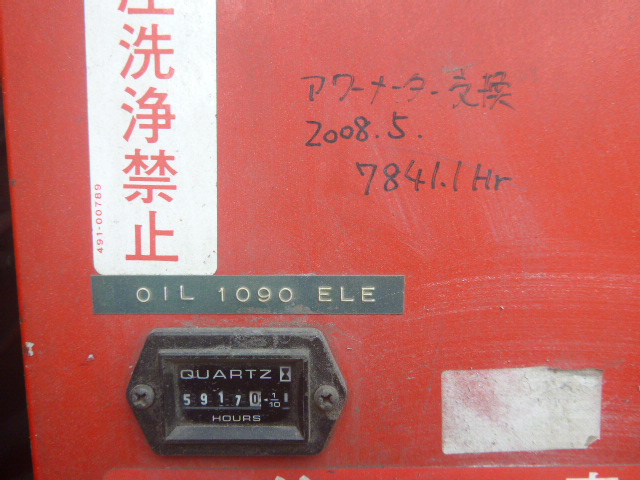 圧洗浄禁止
491-00789
アワーメーター交換
2008.5.
7841.1Hr
OIL 1090 ELE
QUARTZ
59170 1/10
HOURS